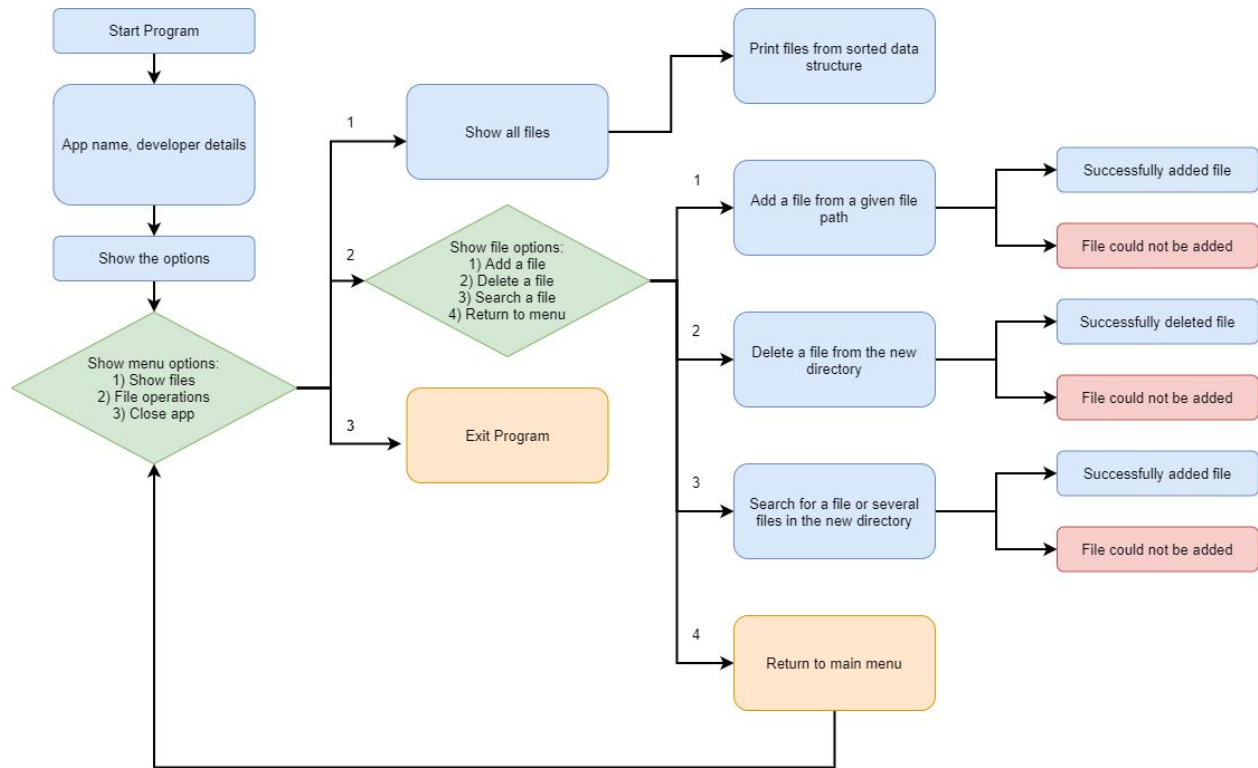 Start Program
App name, developer details
Show the options
Show menu options:
1) Show files
2) File operations
3) Close app
1
2
3
Show all files
Print files from sorted data
structure
Show file options:
1) Add a file
2) Delete a file
3) Search a file
4) Return to menu
Exit Program
1
Add a file from a given file
path
Successfully added file
File could not be added
2
Delete a file from the new
directory
Successfully deleted file
File could not be added
3
Search for a file or several
files in the new directory
Successfully added file
File could not be added
4
Return to main menu